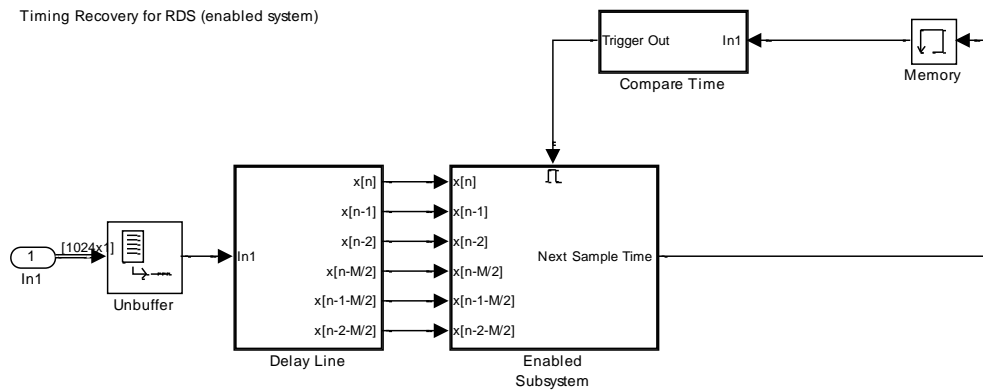 Timing Recovery for RDS (enabled system)
Trigger Out
In1
Compare Time
Memory
x[n]
x[n-1]
x[n-2]
x[n-M/2]
x[n-1-M/2]
x[n-2-M/2]
In1
Delay Line
x[n]
x[n-1]
x[n-2]
x[n-M/2]
x[n-1-M/2]
x[n-2-M/2]
Next Sample Time
Enabled
Subsystem
1
In1
[1024x1]
Unbuffer